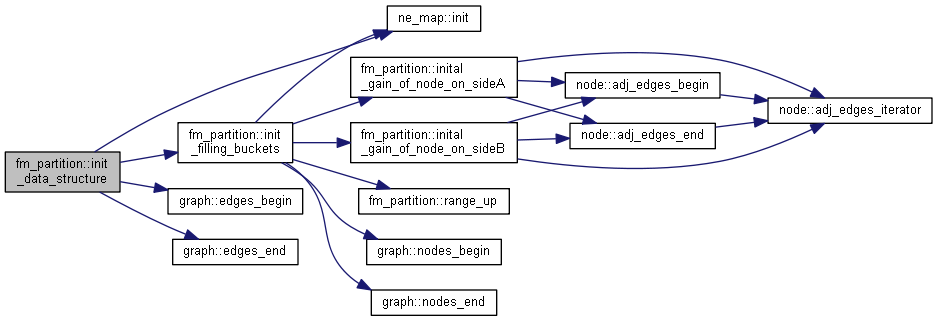 ne_map::init
fm_partition::inital
_gain_of_node_on_sideA
node::adj_edges_begin
node::adj_edges_iterator
fm_partition::init
_filling_buckets
fm_partition::inital
_gain_of_node_on_sideB
node::adj_edges_end
fm_partition::init
_data_structure
graph::edges_begin
fm_partition::range_up
graph::edges_end
graph::nodes_begin
graph::nodes_end